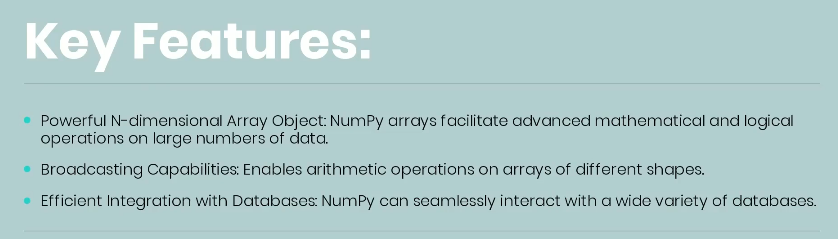 Key Features:
Powerful N-dimensional Array Object: NumPy arrays facilitate advanced mathematical and logical
operations on large numbers of data.
Broadcasting Capabilities: Enables arithmetic operations on arrays of different shapes.
Efficient Integration with Databases: NumPy can seamlessly interact with a wide variety of databases.